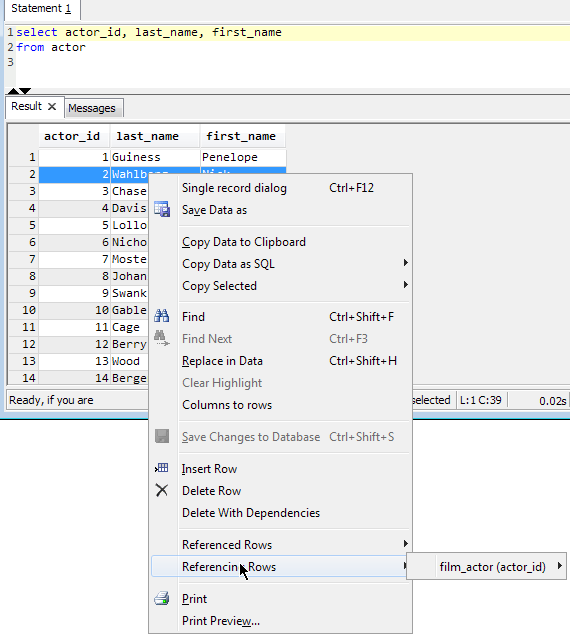 Statement 1
1 select actor_id, last_name, first_name
2 from actor
3
Result Messages
actor_id last_name first_name
1 1 Guiness Penelope
2 2
3 3 Chase
4 4 Davis
5 5 Lollo
6 6 Nicho
7 7 Moste
8 8 Johan
9 9 Swank
10 10 Gable
11 11 Cage
12 12 Berry
13 13 Wood
14 14 Berge
Ready, if you are selected L:1 C:39 0.02s
Single record dialog Ctrl+F12
Save Data as
Copy Data to Clipboard
Copy Data as SQL
Copy Selected
Find Ctrl+Shift+F
Find Next Ctrl+F3
Replace in Data Ctrl+Shift+H
Clear Highlight
Columns to rows
Save Changes to Database Ctrl+Shift+S
Insert Row
Delete Row
Delete With Dependencies
Referenced Rows
Referencing Rows film_actor (actor_id)
Print
Print Preview...